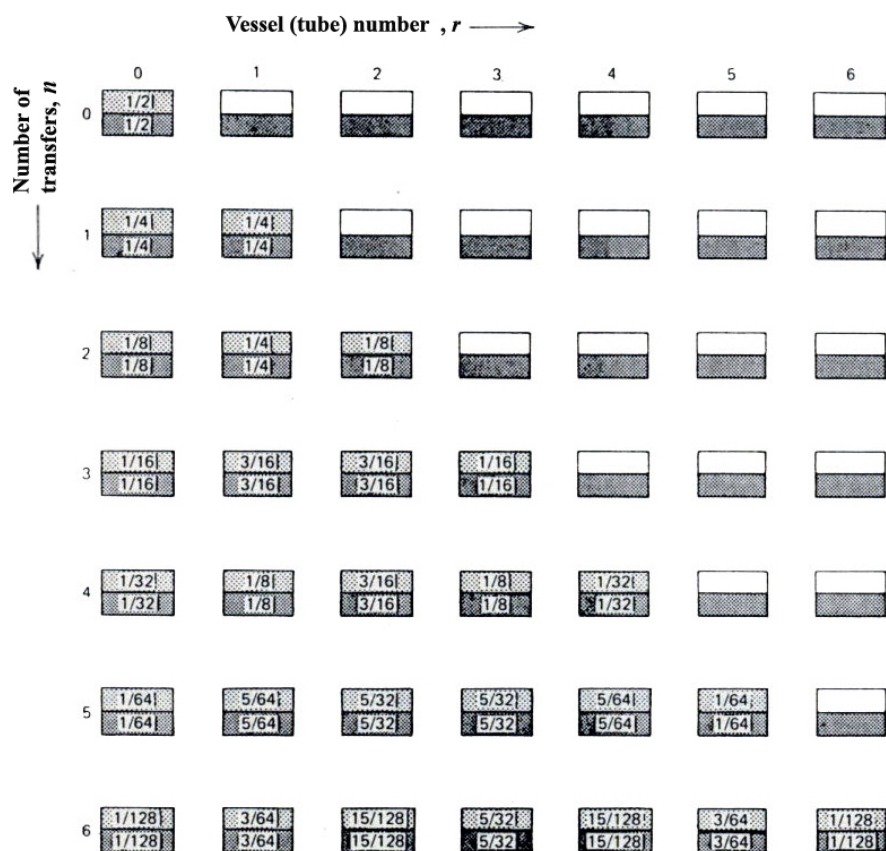 Vessel (tube) number , r
Number of
transfers, n
0 1 2 3 4 5 6
0
1/2
1/2
1
1/4 1/4
1/4 1/4
2
1/8 1/4 1/8
1/8 1/4 1/8
3
1/16 3/16 3/16 1/16
1/16 3/16 3/16 1/16
4
1/32 1/8 3/16 1/8 1/32
1/32 1/8 3/16 1/8 1/32
5
1/64 5/64 5/32 5/32 5/64 1/64
1/64 5/64 5/32 5/32 5/64 1/64
6
1/128 3/64 15/128 5/32 15/128 3/64 1/128
1/128 3/64 15/128 5/32 15/128 3/64 1/128